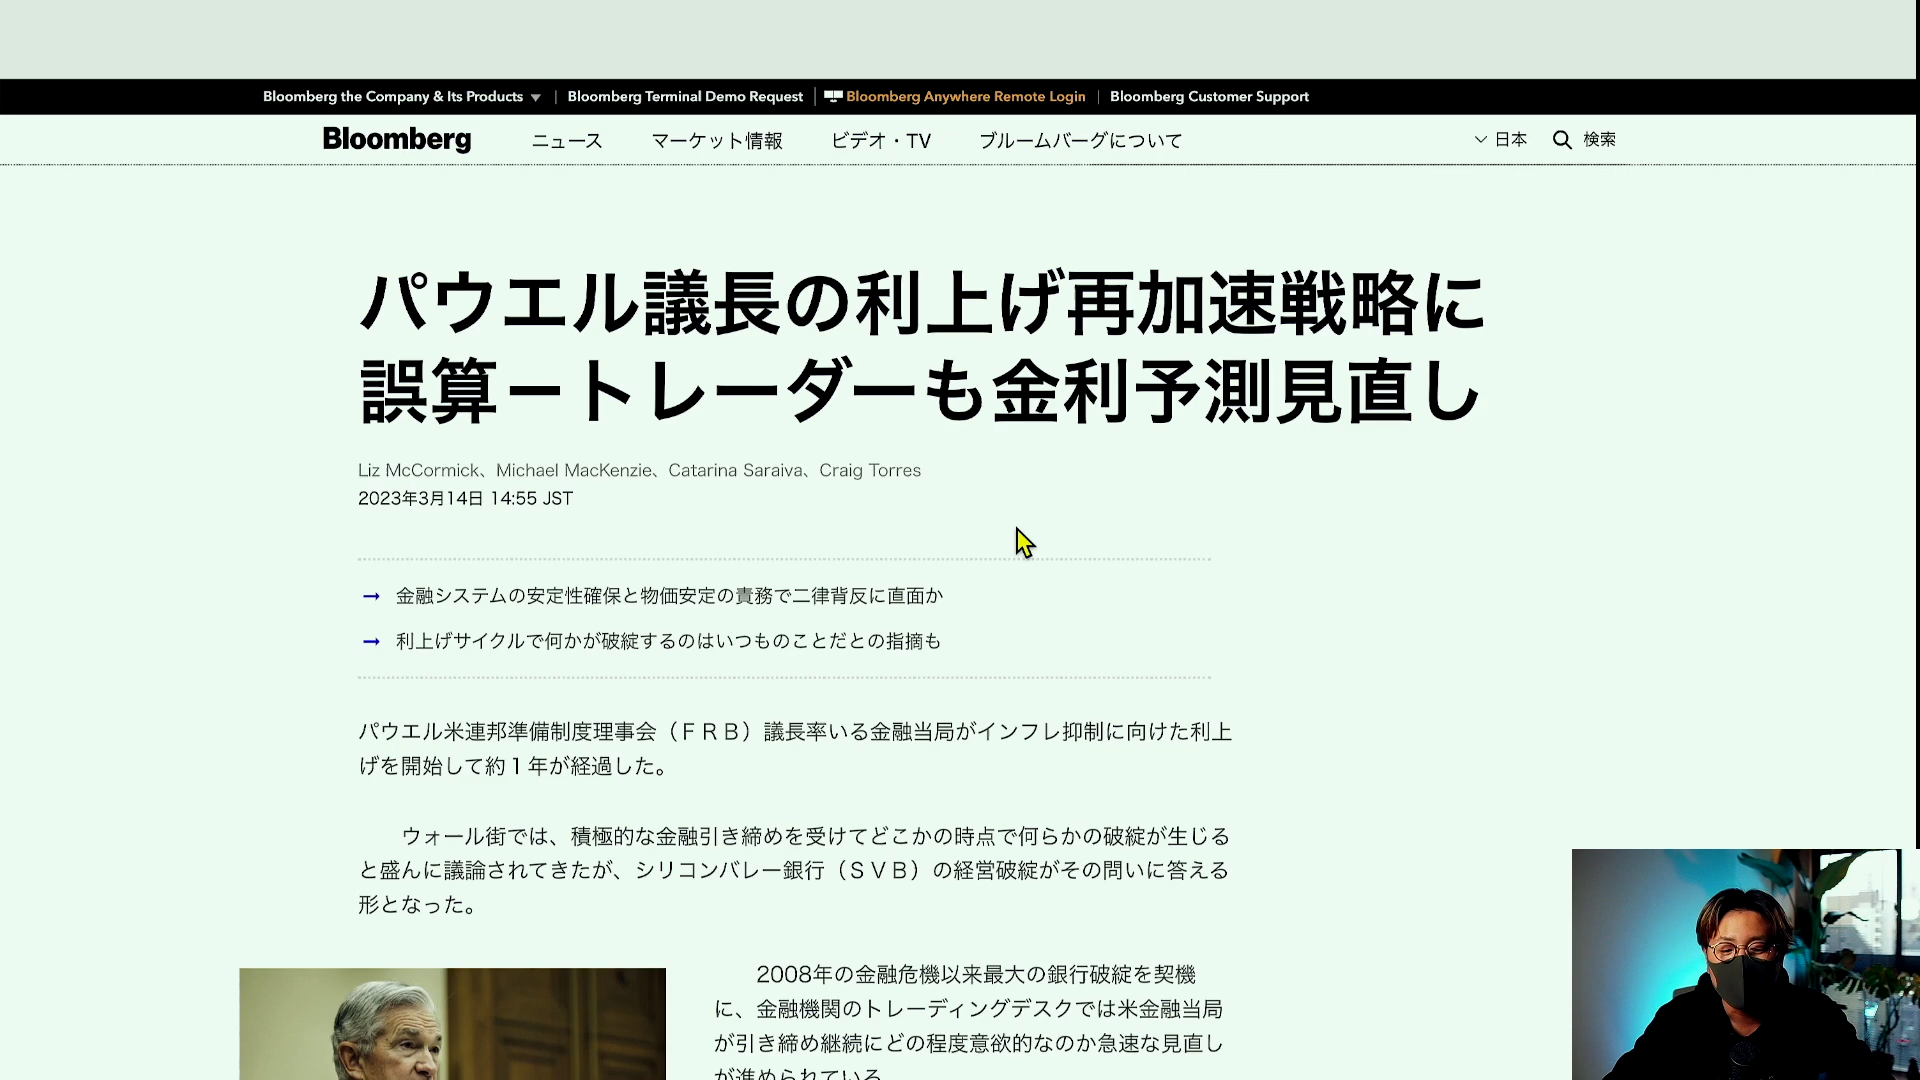 Bloomberg the Company & Its Products ▼ | Bloomberg Terminal Demo Request | Bloomberg Anywhere Remote Login | Bloomberg Customer Support
Bloomberg ニュース マーケット情報 ビデオ・TV ブルームバーグについて 日本 検索
パウエル議長の利上げ再加速戦略に
誤算－トレーダーも金利予測見直し
Liz McCormick、Michael MacKenzie、Catarina Saraiva、Craig Torres
2023年3月14日 14:55 JST
→ 金融システムの安定性確保と物価安定の責務で二律背反に直面か
→ 利上げサイクルで何かが破綻するのはいつものことだとの指摘も
パウエル米連邦準備制度理事会（ＦＲＢ）議長率いる金融当局がインフレ抑制に向けた利上
げを開始して約１年が経過した。
ウォール街では、積極的な金融引き締めを受けてどこかの時点で何らかの破綻が生じる
と盛んに議論されてきたが、シリコンバレー銀行（ＳＶＢ）の経営破綻がその問いに答える
形となった。
2008年の金融危機以来最大の銀行破綻を契機
に、金融機関のトレーディングデスクでは米金融当局
が引き締め継続にどの程度意欲的なのか急速な見直し
が進められている